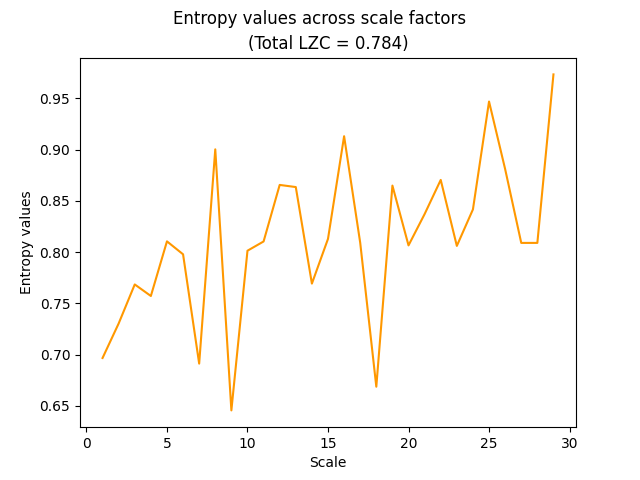 Entropy values across scale factors
(Total LZC = 0.784)
0.95
0.90
0.85
0.80
0.75
0.70
0.65
Entropy values
0 5 10 15 20 25 30
Scale